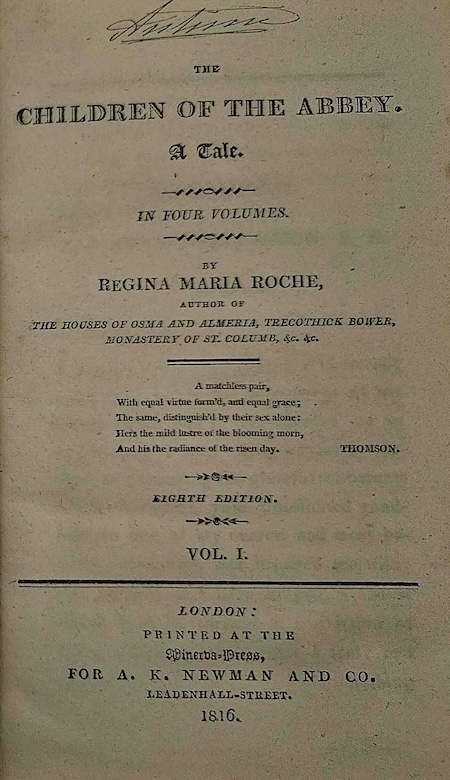 THE
CHILDREN OF THE ABBEY.
A Tale.
IN FOUR VOLUMES.
BY
REGINA MARIA ROCHE,
AUTHOR OF
THE HOUSES OF OSMA AND ALMERIA, TRECOTHICK BOWER,
MONASTERY OF ST. COLUMB, &c. &c.
A matchless pair,
With equal virtue form'd, and equal grace;
The same, distinguish'd by their sex alone:
Hers the mild lustre of the blooming morn,
And his the radiance of the risen day. THOMSON.
EIGHTH EDITION.
VOL. I.
LONDON:
PRINTED AT THE
Minerva-Press,
FOR A. K. NEWMAN AND CO.
LEADENHALL-STREET.
1816.